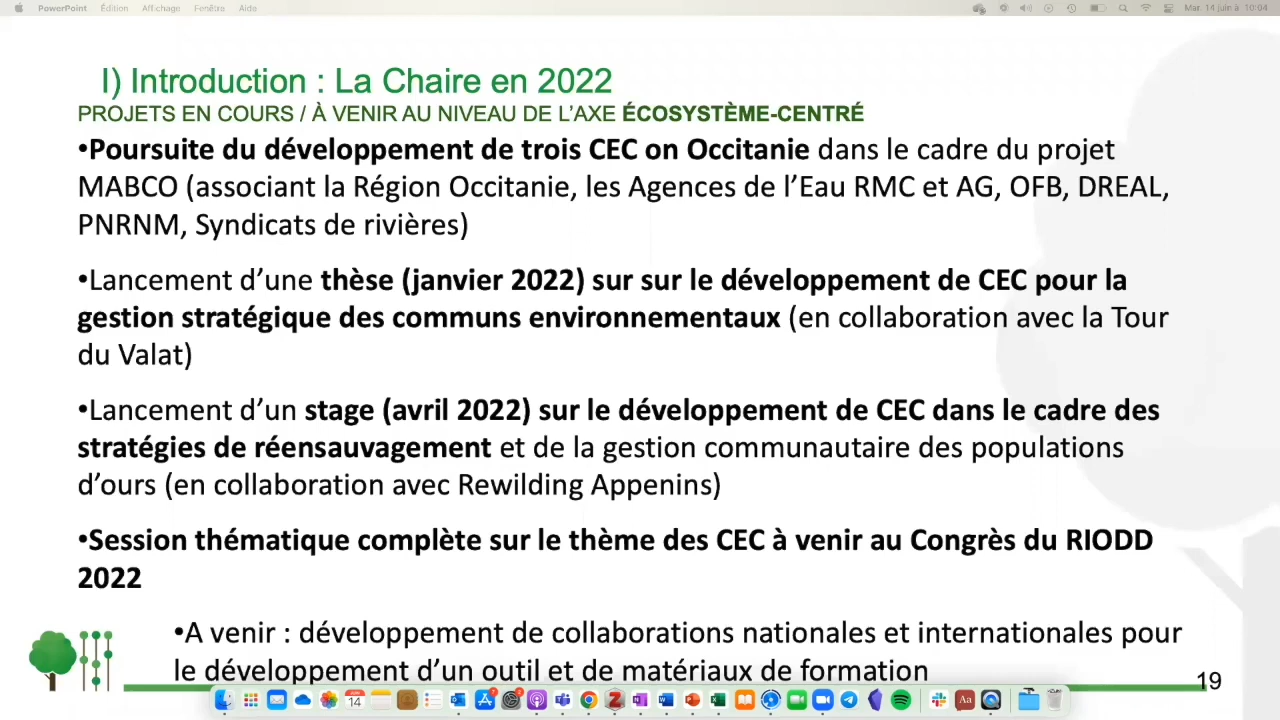 PowerPoint Édition Affichage Fenêtre Aide Mar. 14 juin à 10:04
I) Introduction : La Chaire en 2022
PROJETS EN COURS / À VENIR AU NIVEAU DE L'AXE ÉCOSYSTÈME-CENTRÉ
•Poursuite du développement de trois CEC on Occitanie dans le cadre du projet
MABCO (associant la Région Occitanie, les Agences de l'Eau RMC et AG, OFB, DREAL,
PNRNM, Syndicats de rivières)
•Lancement d'une thèse (janvier 2022) sur sur le développement de CEC pour la
gestion stratégique des communs environnementaux (en collaboration avec la Tour
du Valat)
•Lancement d'un stage (avril 2022) sur le développement de CEC dans le cadre des
stratégies de réensauvagement et de la gestion communautaire des populations
d'ours (en collaboration avec Rewilding Appenins)
•Session thématique complète sur le thème des CEC à venir au Congrès du RIODD
2022
•A venir : développement de collaborations nationales et internationales pour
le développement d'un outil et de matériaux de formation
19
14
Aa